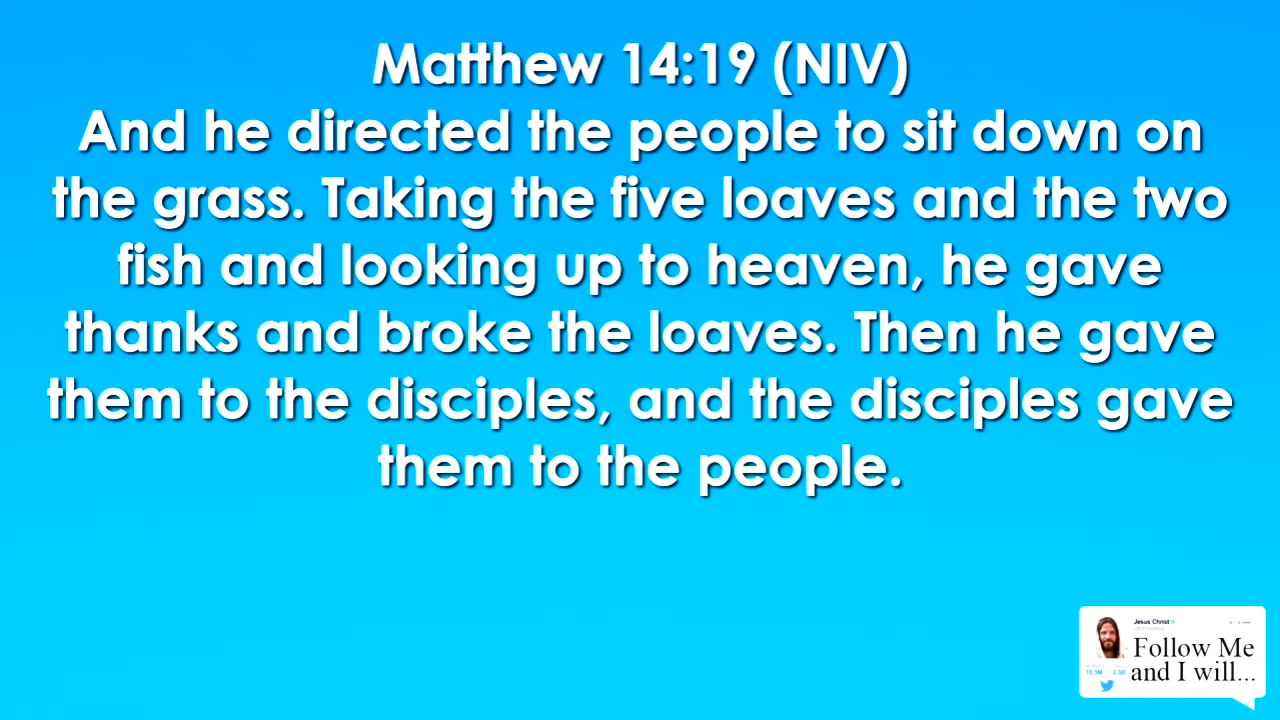 Matthew 14:19 (NIV)
And he directed the people to sit down on
the grass. Taking the five loaves and the two
fish and looking up to heaven, he gave
thanks and broke the loaves. Then he gave
them to the disciples, and the disciples gave
them to the people.
Jesus Christ
Follow Me
and I will...